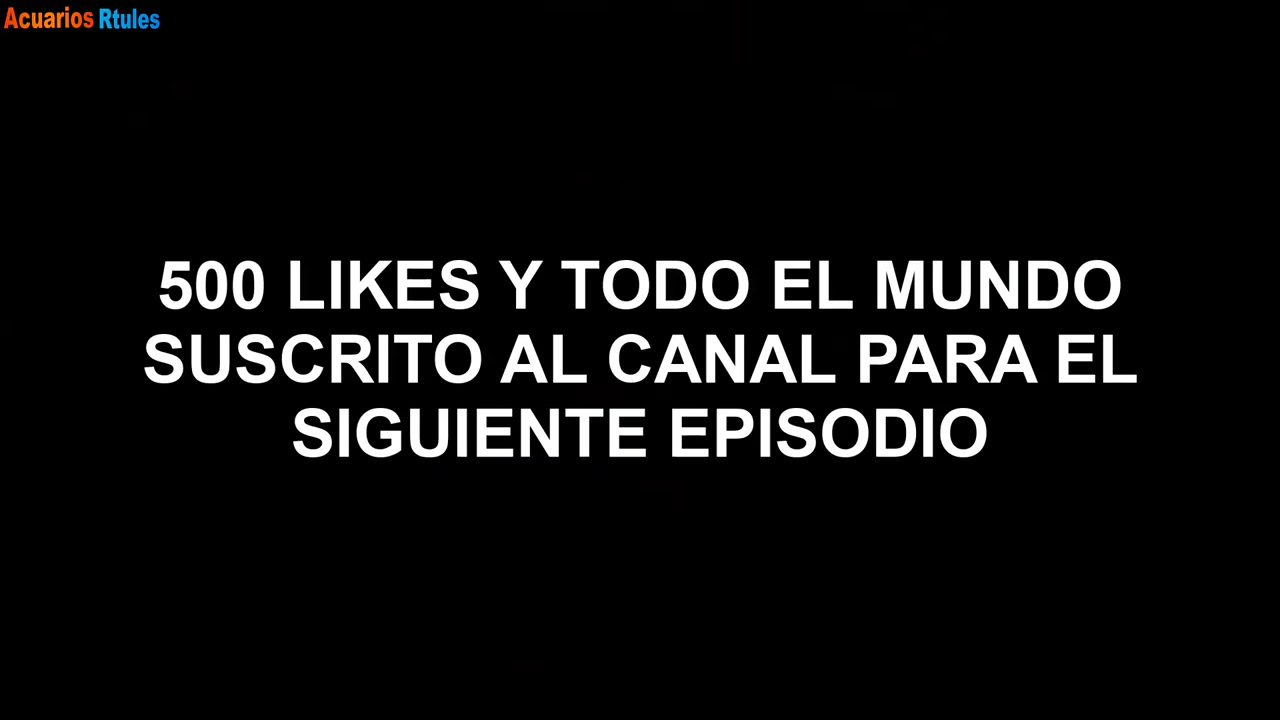 Acuarios Rtules
500 LIKES Y TODO EL MUNDO
SUSCRITO AL CANAL PARA EL
SIGUIENTE EPISODIO